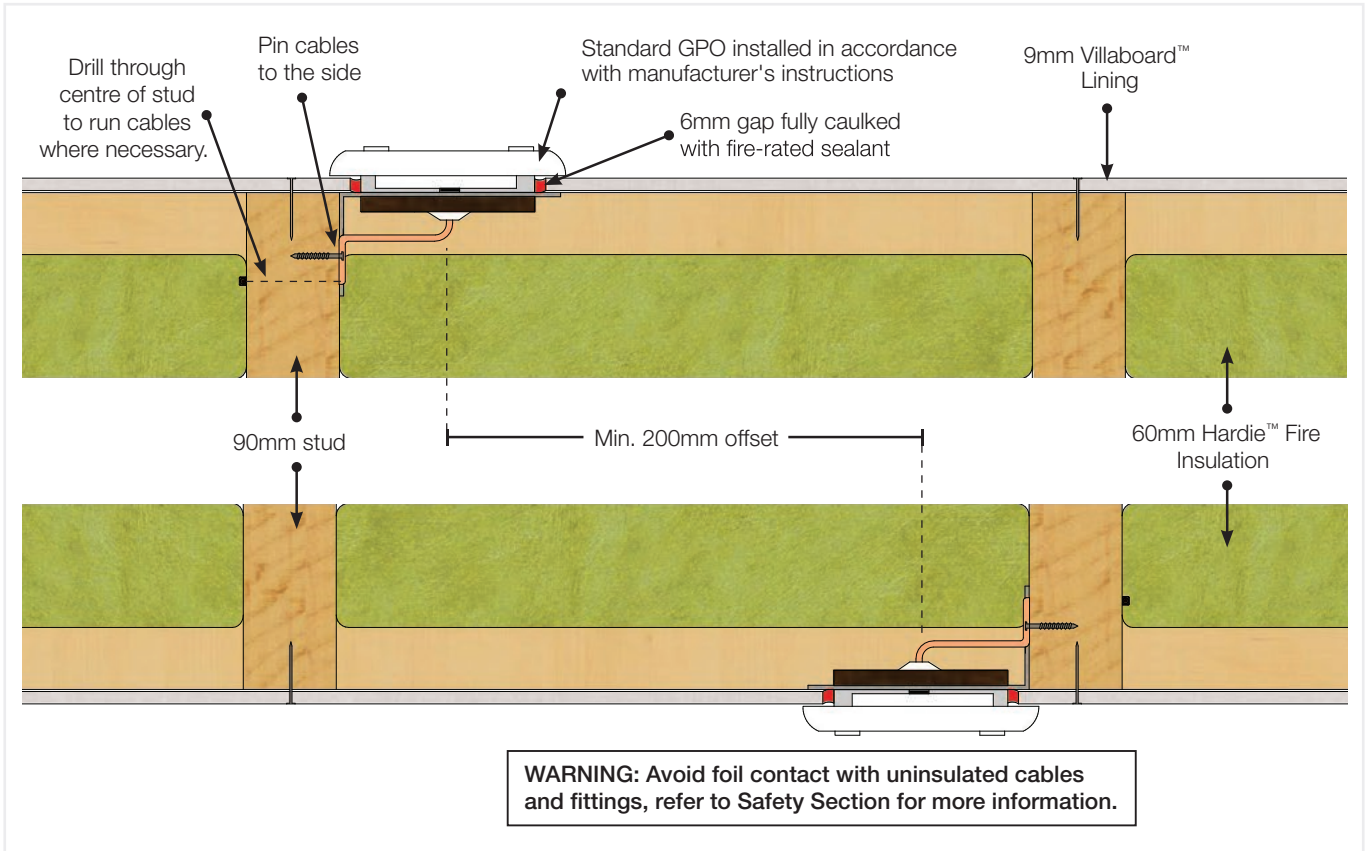 Drill through
centre of stud
to run cables
where necessary.
Pin cables
to the side
Standard GPO installed in accordance
with manufacturer's instructions
6mm gap fully caulked
with fire-rated sealant
9mm Villaboard™
Lining
90mm stud
Min. 200mm offset
60mm Hardie™ Fire
Insulation
WARNING: Avoid foil contact with uninsulated cables
and fittings, refer to Safety Section for more information.